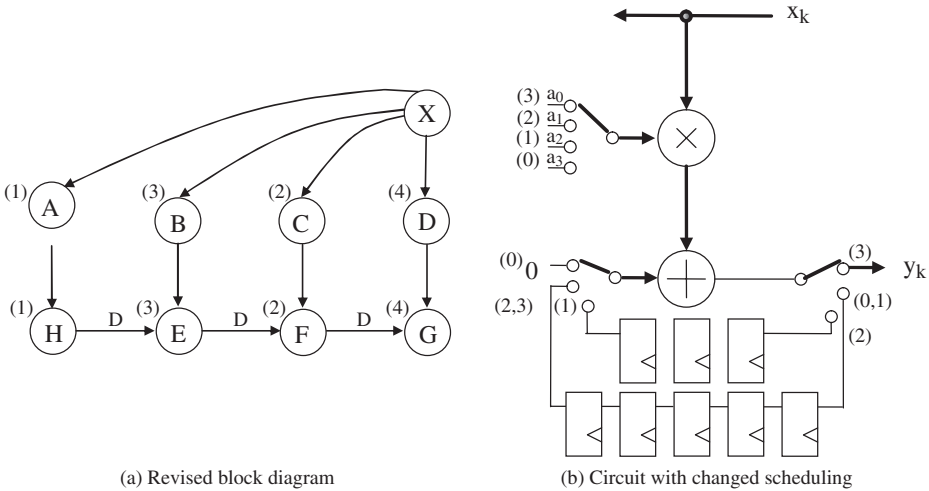 X
(1) A
(3) B
(2) C
(4) D
(1) H
D
(3) E
D
(2) F
D
(4) G
(a) Revised block diagram
x_k
(3) a_0
(2) a_1
(1) a_2
(0) a_3
×
(0) 0
+
(3)
y_k
(2,3)
(1)
(0,1)
(2)
(b) Circuit with changed scheduling